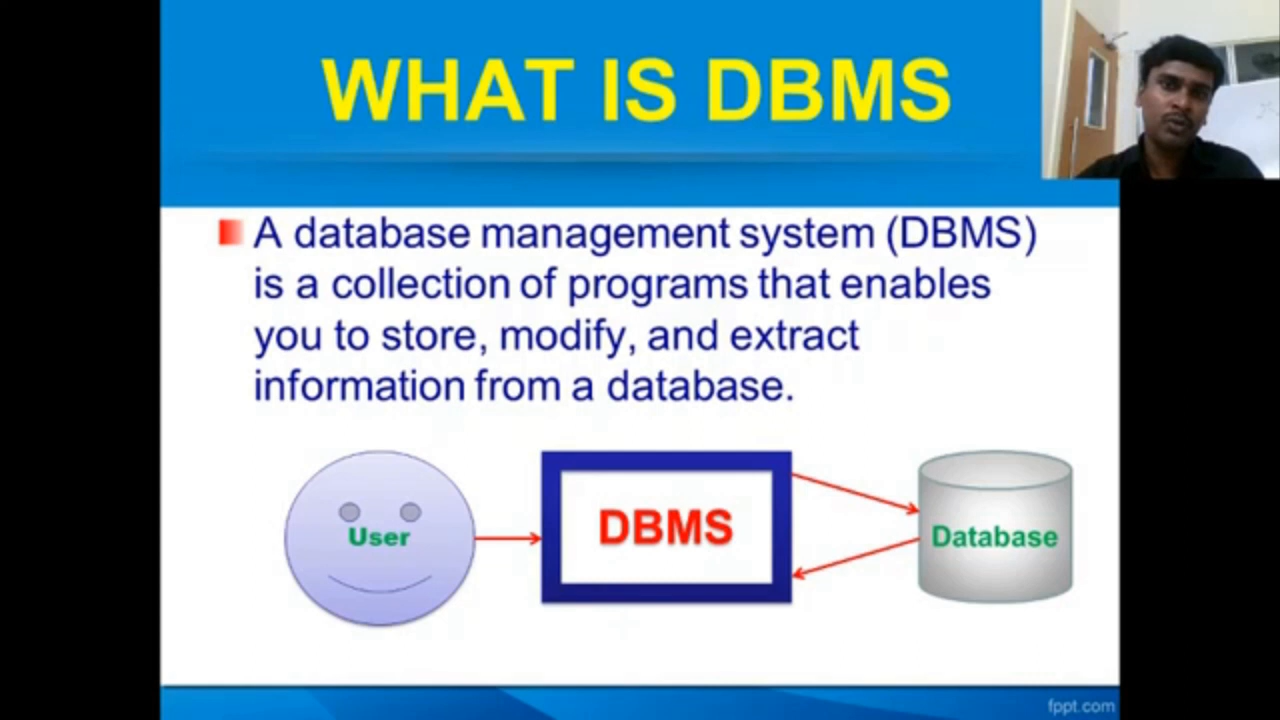 WHAT IS DBMS
A database management system (DBMS)
is a collection of programs that enables
you to store, modify, and extract
information from a database.
User
DBMS
Database
fppt.com